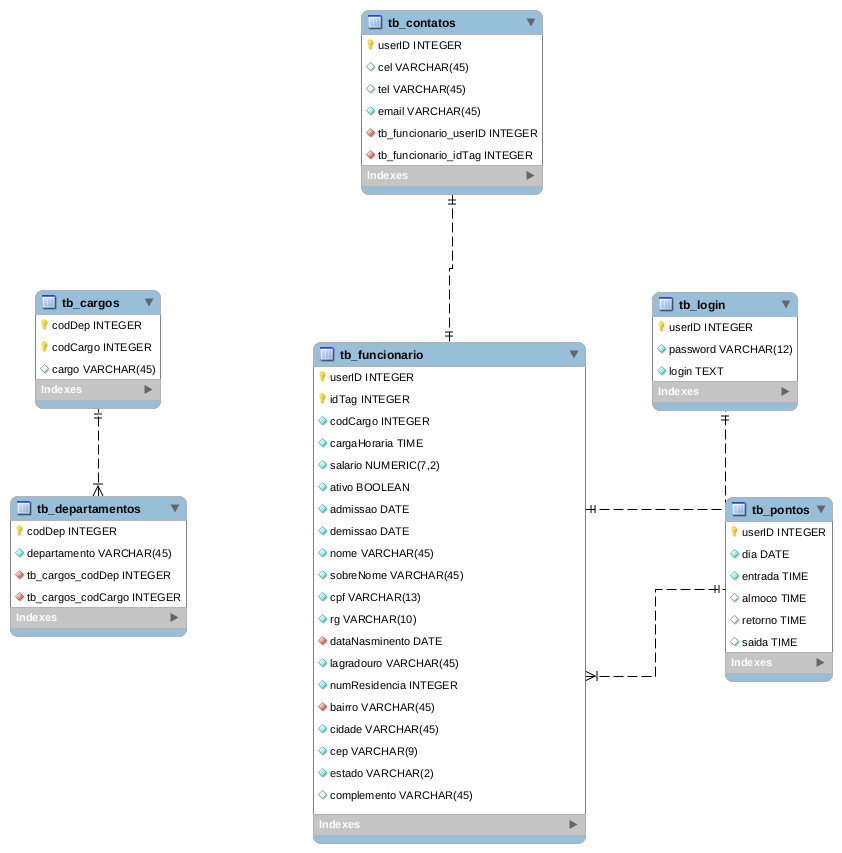 tb_contatos
userID INTEGER
cel VARCHAR(45)
tel VARCHAR(45)
email VARCHAR(45)
tb_funcionario_userID INTEGER
tb_funcionario_idTag INTEGER
Indexes
tb_cargos
codDep INTEGER
codCargo INTEGER
cargo VARCHAR(45)
Indexes
tb_login
userID INTEGER
password VARCHAR(12)
login TEXT
Indexes
tb_funcionario
userID INTEGER
idTag INTEGER
codCargo INTEGER
cargaHoraria TIME
salario NUMERIC(7,2)
ativo BOOLEAN
admissao DATE
demissao DATE
nome VARCHAR(45)
sobreNome VARCHAR(45)
cpf VARCHAR(13)
rg VARCHAR(10)
dataNasminento DATE
lagradouro VARCHAR(45)
numResidencia INTEGER
bairro VARCHAR(45)
cidade VARCHAR(45)
cep VARCHAR(9)
estado VARCHAR(2)
complemento VARCHAR(45)
Indexes
tb_departamentos
codDep INTEGER
departamento VARCHAR(45)
tb_cargos_codDep INTEGER
tb_cargos_codCargo INTEGER
Indexes
tb_pontos
userID INTEGER
dia DATE
entrada TIME
almoco TIME
retorno TIME
saida TIME
Indexes